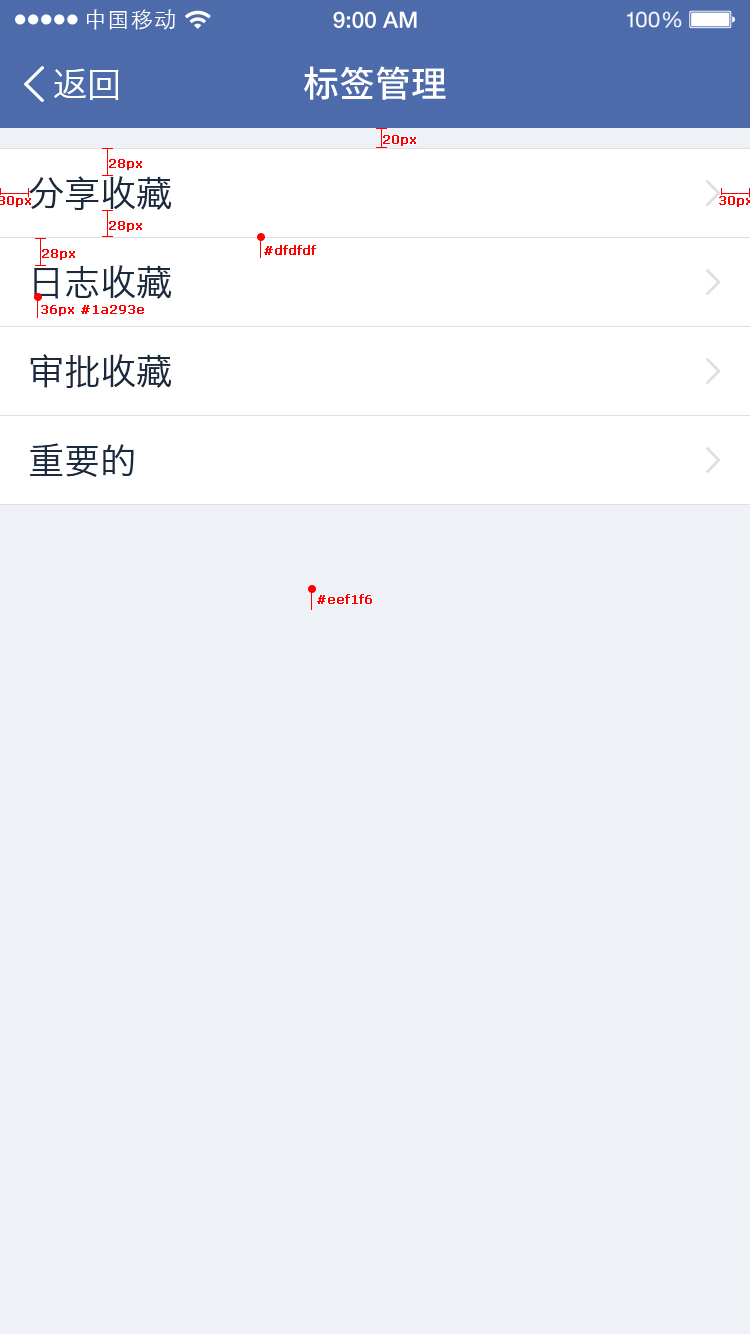 中国移动 9:00 AM 100%
返回 标签管理
20px
28px
分享收藏
30px 30px
28px
#dfdfdf
28px
日志收藏
36px #1a293e
审批收藏
重要的
#eef1f6